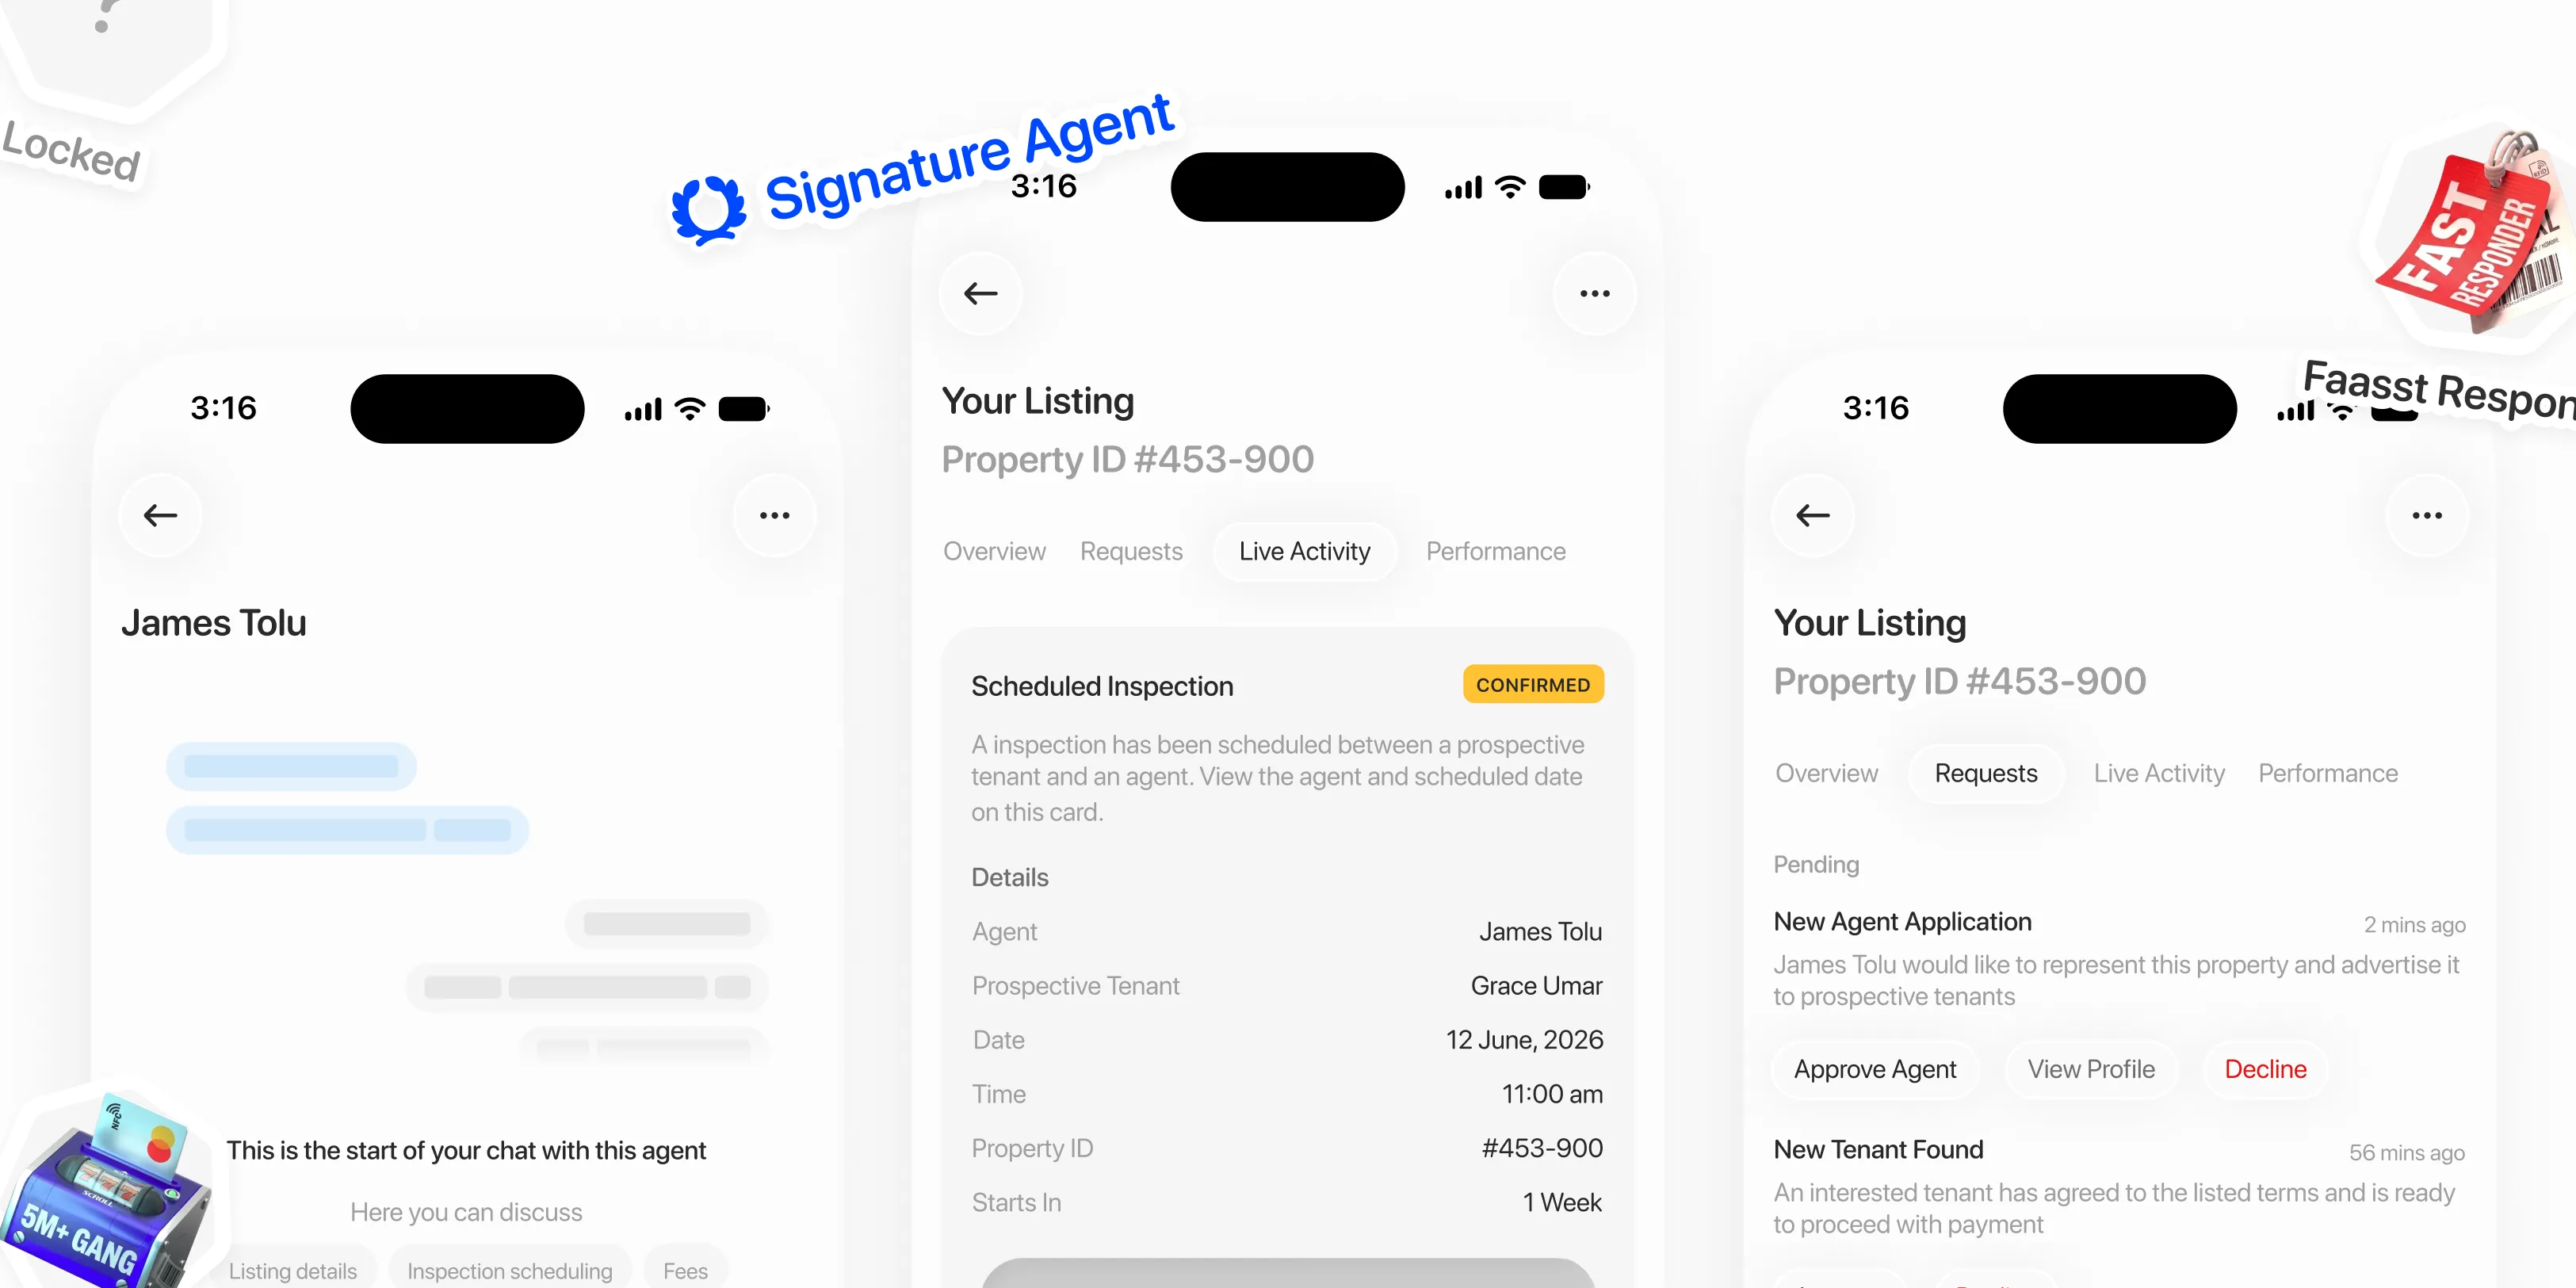 ?
Locked
Signature Agent
FAST
RESPONDER
RFID
Faasst Respon
3:16
James Tolu
This is the start of your chat with this agent
Here you can discuss
Listing details
Inspection scheduling
Fees
NFC
777
SCROLL
5M+ GANG
3:16
Your Listing
Property ID #453-900
Overview
Requests
Live Activity
Performance
Scheduled Inspection
CONFIRMED
A inspection has been scheduled between a prospective
tenant and an agent. View the agent and scheduled date
on this card.
Details
Agent James Tolu
Prospective Tenant Grace Umar
Date 12 June, 2026
Time 11:00 am
Property ID #453-900
Starts In 1 Week
3:16
Your Listing
Property ID #453-900
Overview
Requests
Live Activity
Performance
Pending
New Agent Application
2 mins ago
James Tolu would like to represent this property and advertise it
to prospective tenants
Approve Agent
View Profile
Decline
New Tenant Found
56 mins ago
An interested tenant has agreed to the listed terms and is ready
to proceed with payment